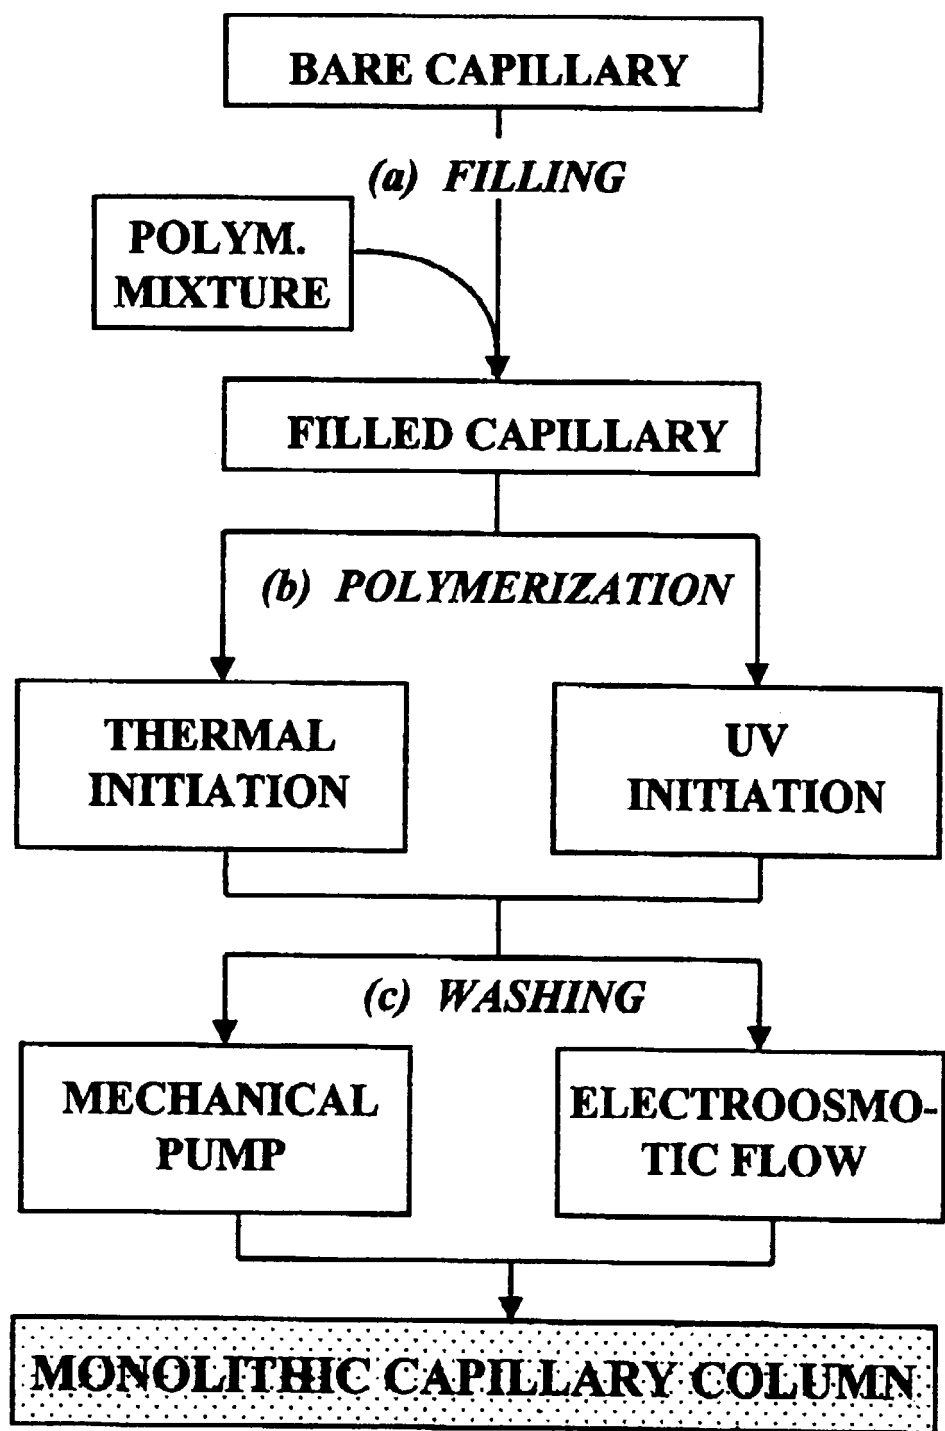 BARE CAPILLARY
(a) FILLING
POLYM.
MIXTURE
FILLED CAPILLARY
(b) POLYMERIZATION
THERMAL
INITIATION
UV
INITIATION
(c) WASHING
MECHANICAL
PUMP
ELECTROOSMO-
TIC FLOW
MONOLITHIC CAPILLARY COLUMN